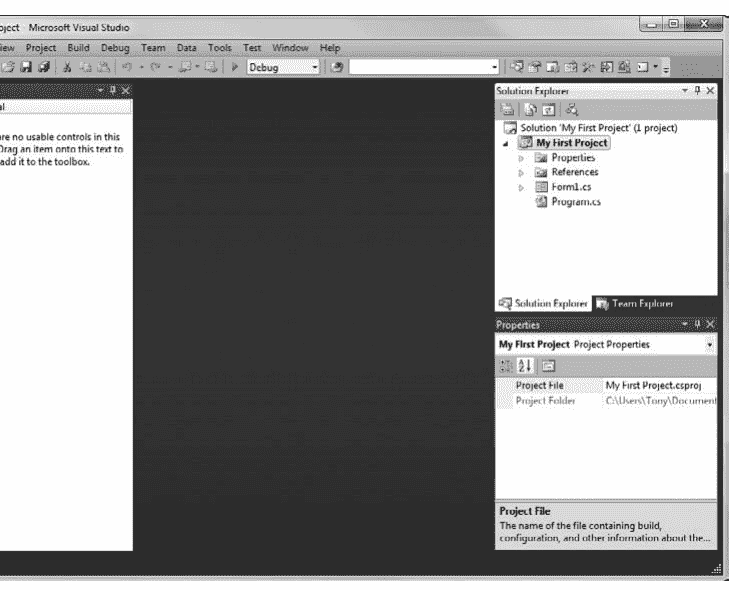 oject - Microsoft Visual Studio
iew Project Build Debug Team Data Tools Test Window Help
Debug
al
re no usable controls in this
Drag an item onto this text to
add it to the toolbox.
Solution Explorer
Solution 'My First Project' (1 project)
My First Project
Properties
References
Form1.cs
Program.cs
Solution Explorer Team Explorer
Properties
My First Project Project Properties
Project File My First Project.csproj
Project Folder C:\Users\Tony\Document
Project File
The name of the file containing build,
configuration, and other information about the...